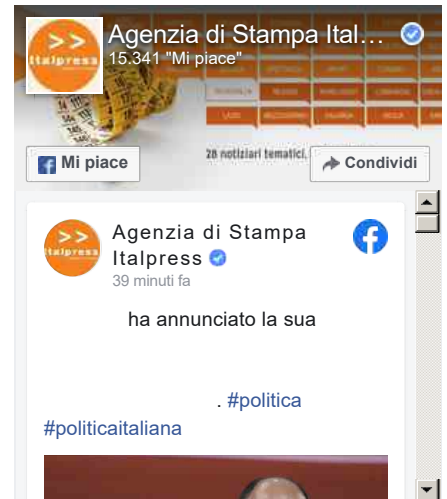 Agenzia di Stampa Ital...
15.341 "Mi piace"
>>
Italpress
28 notiziari tematici,
Mi piace
Condividi
>>
Italpress
Agenzia di Stampa
Italpress
39 minuti fa
ha annunciato la sua
. #politica
#politicaitaliana